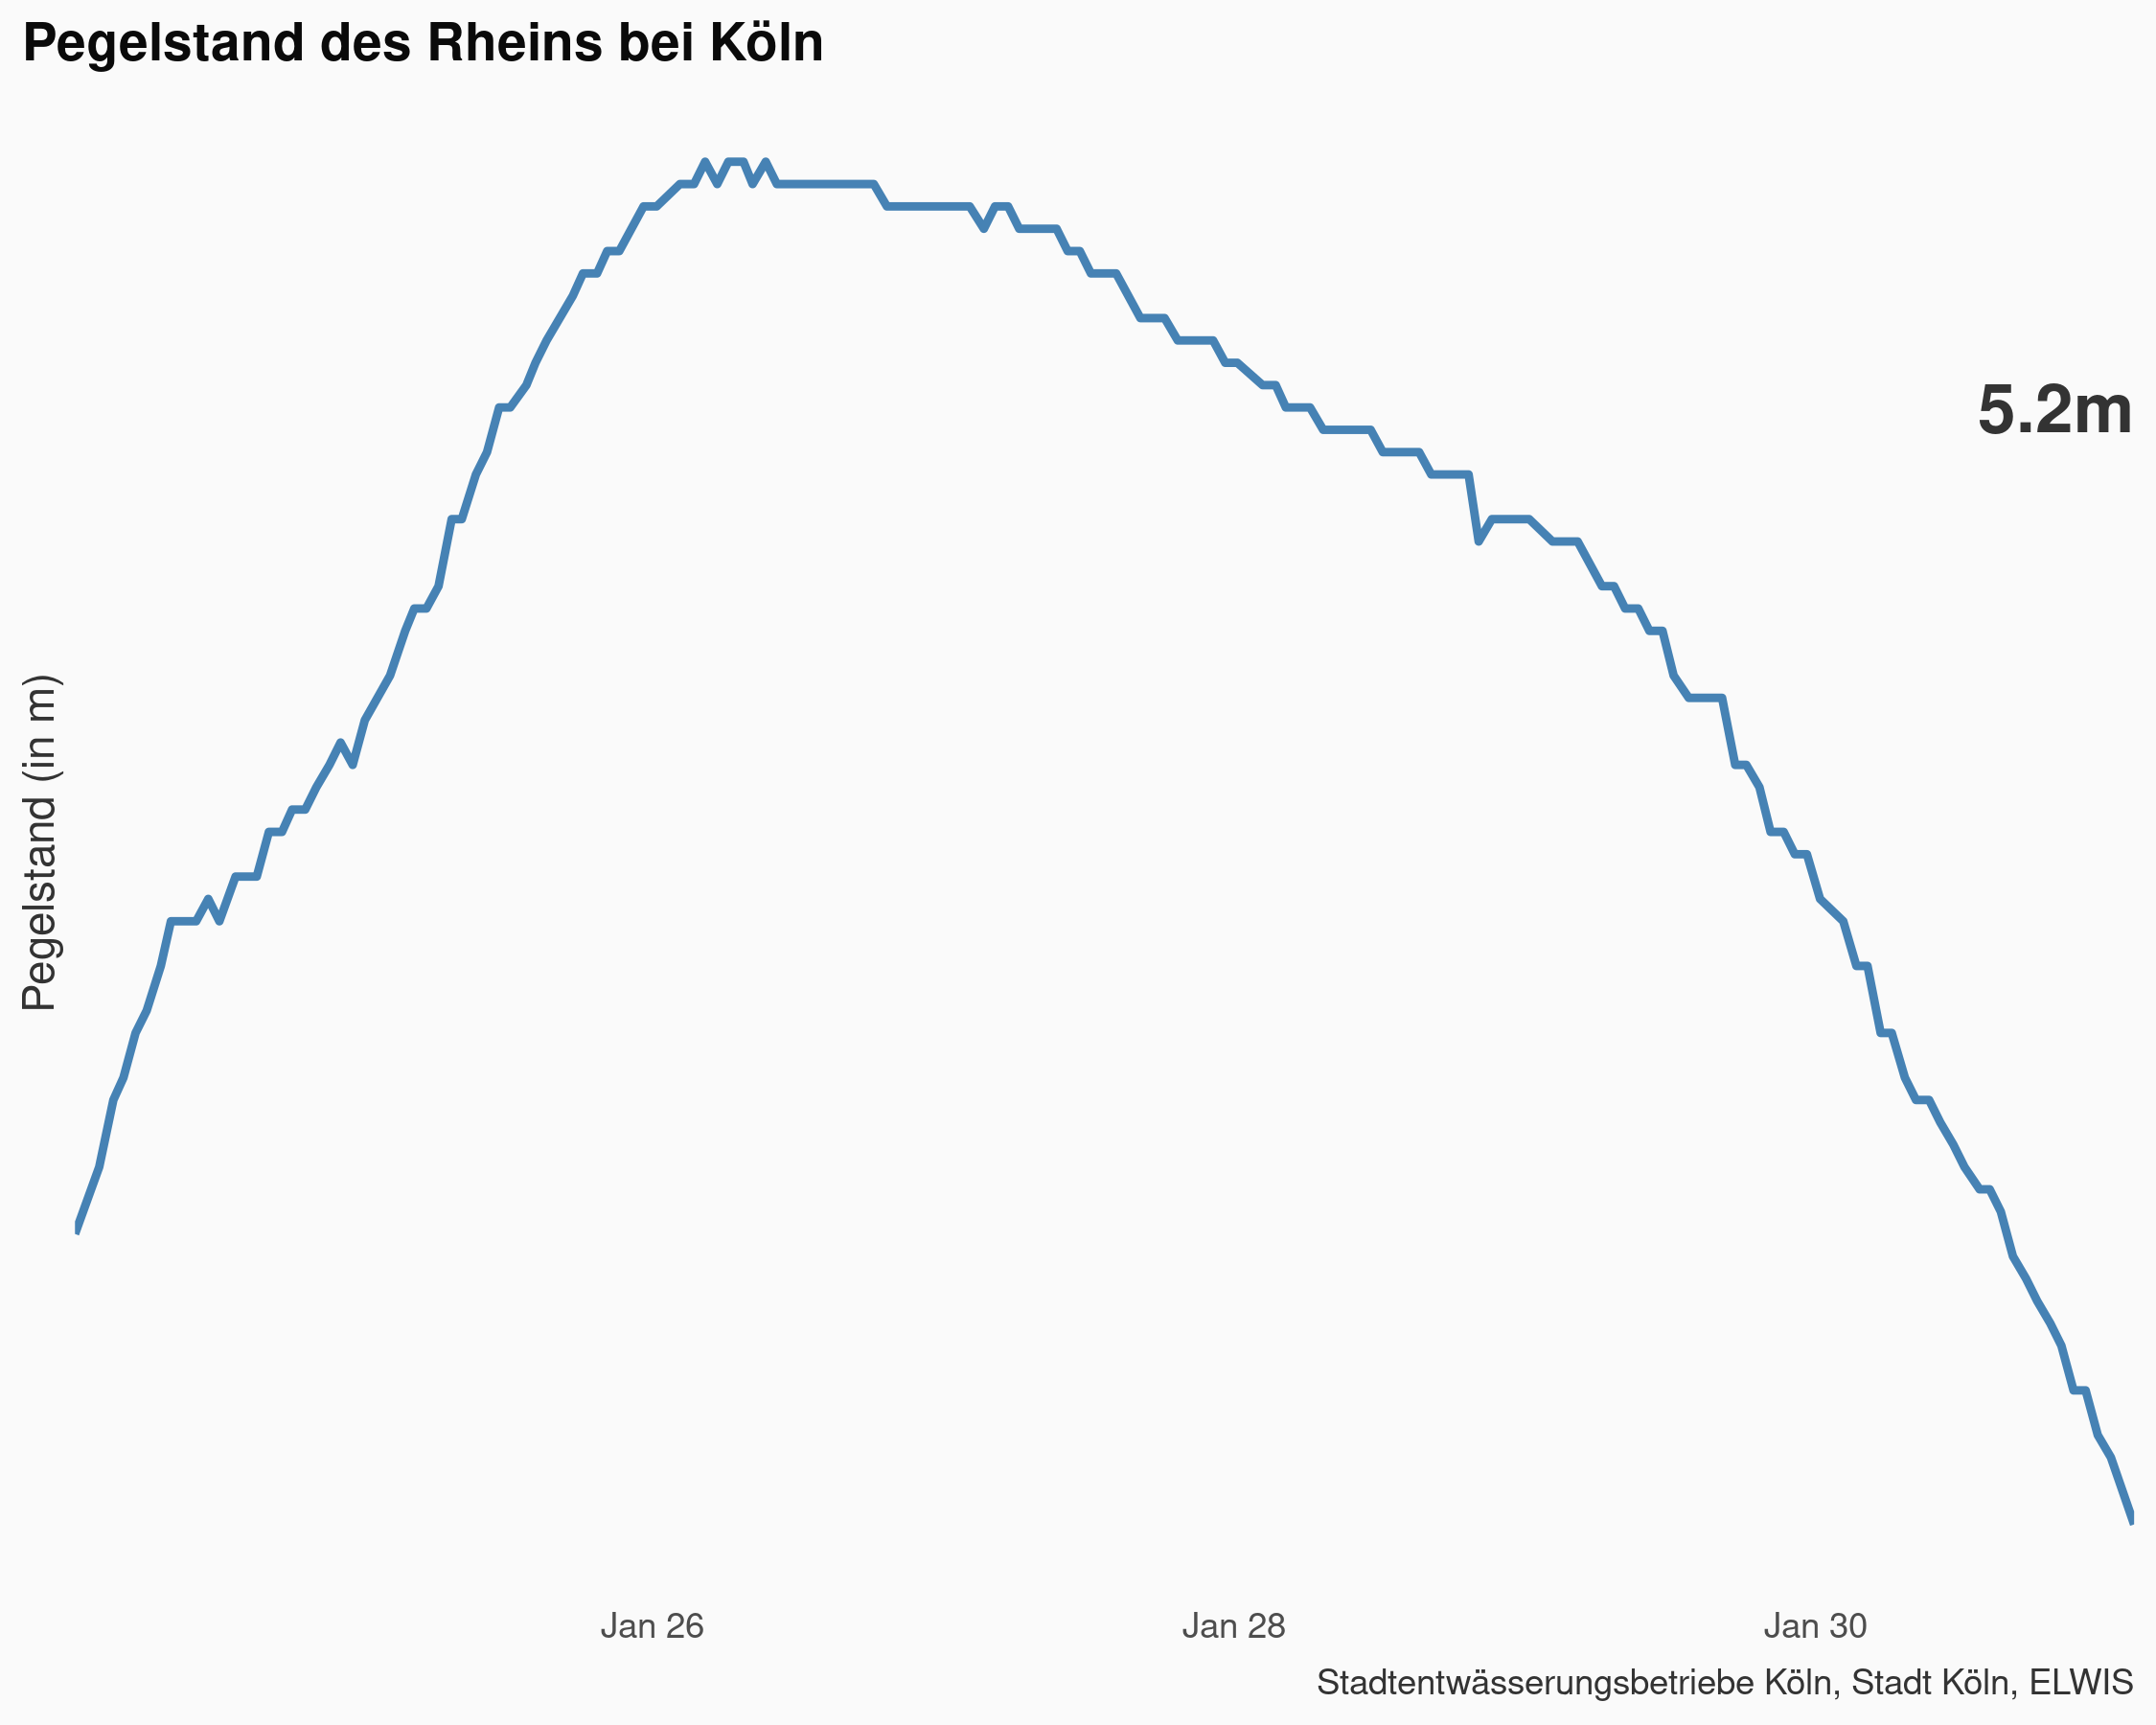 Pegelstand des Rheins bei Köln
5.2m
Pegelstand (in m)
Jan 26
Jan 28
Jan 30
Stadtentwässerungsbetriebe Köln, Stadt Köln, ELWIS